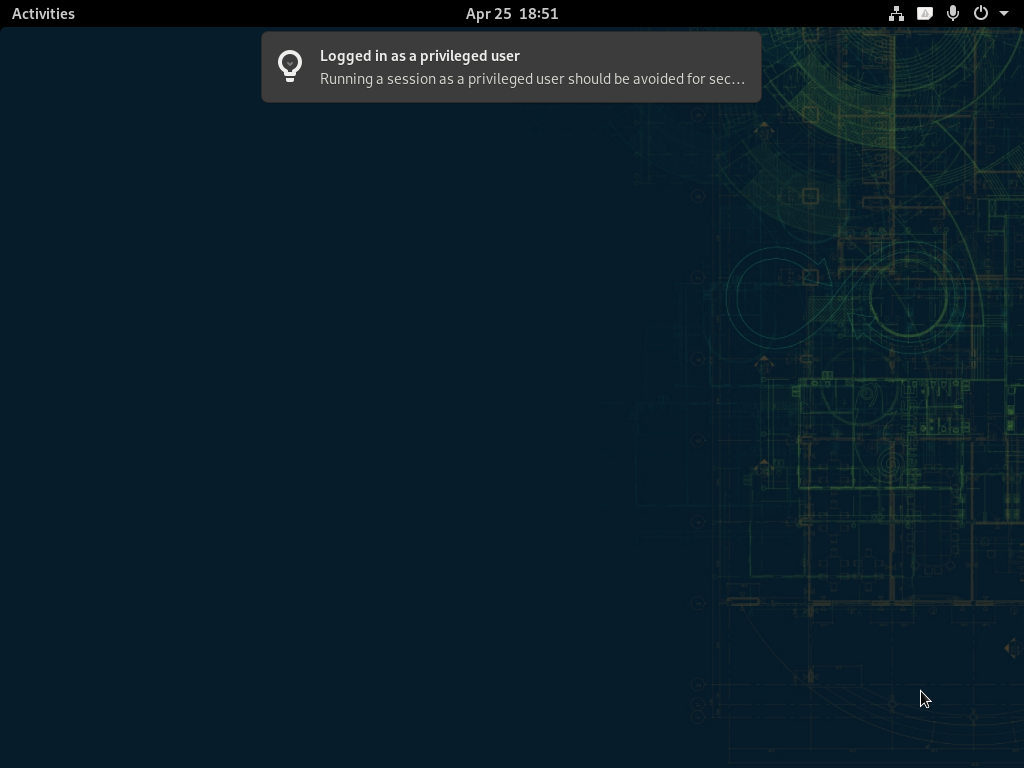 Activities
Apr 25 18:51
Logged in as a privileged user
Running a session as a privileged user should be avoided for sec…